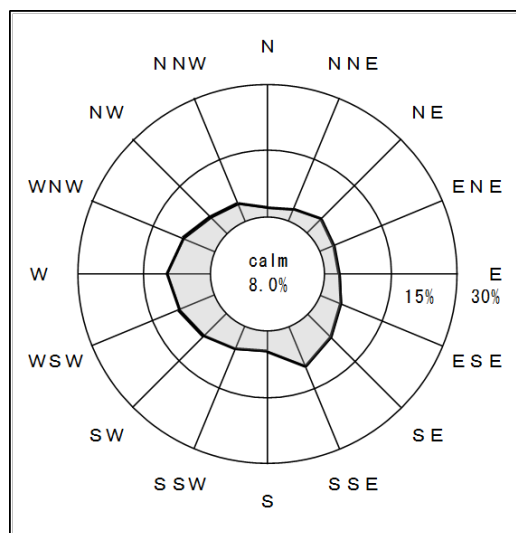 N
NNW NNE
NW NE
WNW ENE
calm
W 8.0% E
15% 30%
WSW ESE
SW SE
SSW SSE
S